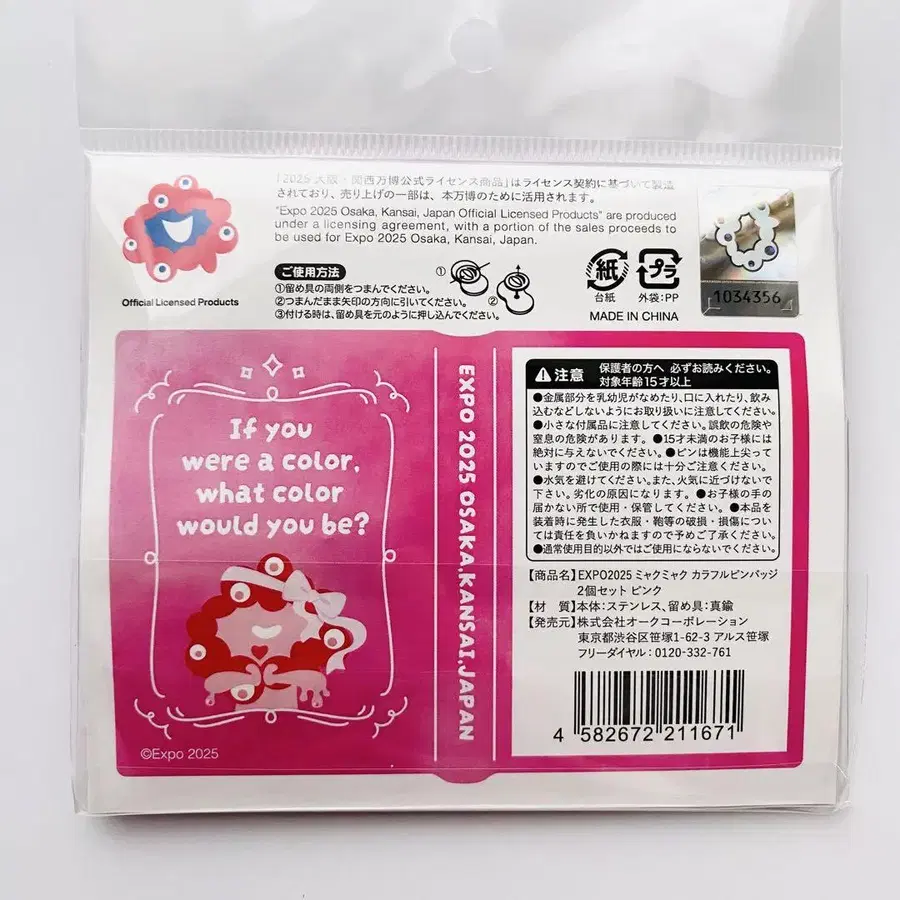 「2025 大阪・関西万博公式ライセンス商品」はライセンス契約に基づいて製造
されており、売り上げの一部は、本万博のために活用されます。
"Expo 2025 Osaka, Kansai, Japan Official Licensed Products" are produced
under a licensing agreement, with a portion of the sales proceeds to
be used for Expo 2025 Osaka, Kansai, Japan.
Official Licensed Products
ご使用方法
①留め具の両側をつまんでください。
②つまんだまま矢印の方向に引いてください。
③付ける時は、留め具を元のように押し込んでください。
①
②
紙
台紙
プラ
外袋:PP
MADE IN CHINA
1034356
If you
were a color,
what color
would you be?
©Expo 2025
EXPO 2025 OSAKA,KANSAI,JAPAN
注意
保護者の方へ 必ずお読みください。
対象年齢15才以上
●金属部分を乳幼児がなめたり、口に入れたり、飲み
込むなどしないようにお取り扱いに注意してください。
●小さな付属品に注意してください。誤飲の危険や
窒息の危険があります。●15才未満のお子様には
絶対に与えないでください。●ピンは機能上尖って
いますのでご使用の際には十分ご注意ください。
●水気を避けてください。また、火気に近づけないで
下さい。劣化の原因になります。●お子様の手の
届かない所で使用・保管してください。●本品を
装着時に発生した衣服・鞄等の破損・損傷につい
ては責任を負いかねますので予めご了承ください。
●通常使用目的以外ではご使用にならないでください。
【商品名】EXPO2025 ミャクミャク カラフルピンバッジ
2個セット ピンク
【材　質】本体:ステンレス、留め具:真鍮
【発売元】株式会社オークコーポレーション
東京都渋谷区笹塚1-62-3 アルス笹塚
フリーダイヤル:0120-332-761
4 582672 211671